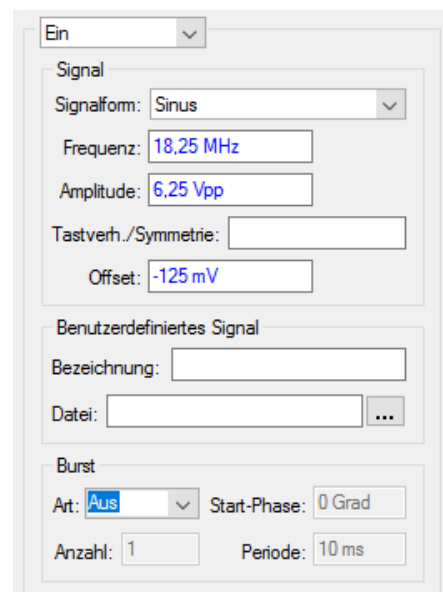 Ein
Signal
Signalform: Sinus
Frequenz: 18,25 MHz
Amplitude: 6,25 Vpp
Tastverh./Symmetrie:
Offset: -125 mV
Benutzerdefiniertes Signal
Bezeichnung:
Datei: ...
Burst
Art: Aus Start-Phase: 0 Grad
Anzahl: 1 Periode: 10 ms